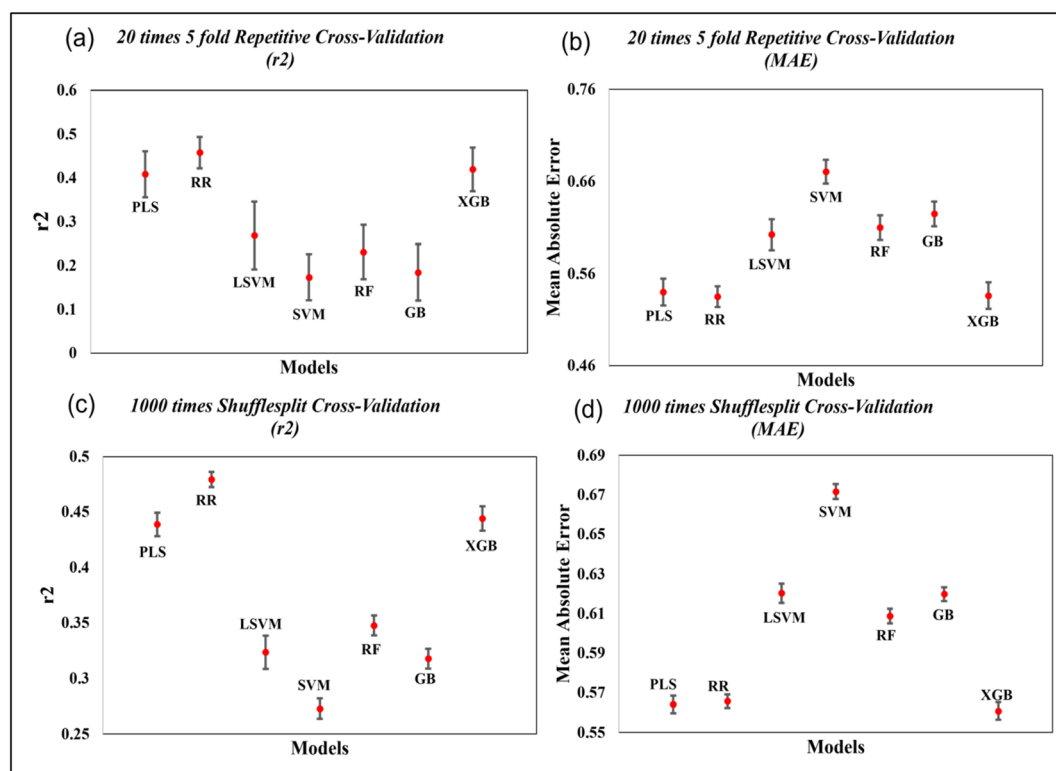 (a)
20 times 5 fold Repetitive Cross-Validation
(r2)
0.6
0.5
0.4
0.3
0.2
0.1
0
r2
PLS
RR
LSVM
SVM
RF
GB
XGB
Models
(b)
20 times 5 fold Repetitive Cross-Validation
(MAE)
0.76
0.66
0.56
0.46
Mean Absolute Error
PLS
RR
LSVM
SVM
RF
GB
XGB
Models
(c)
1000 times Shufflesplit Cross-Validation
(r2)
0.5
0.45
0.4
0.35
0.3
0.25
r2
PLS
RR
LSVM
SVM
RF
GB
XGB
Models
(d)
1000 times Shufflesplit Cross-Validation
(MAE)
0.69
0.67
0.65
0.63
0.61
0.59
0.57
0.55
Mean Absolute Error
PLS
RR
LSVM
SVM
RF
GB
XGB
Models